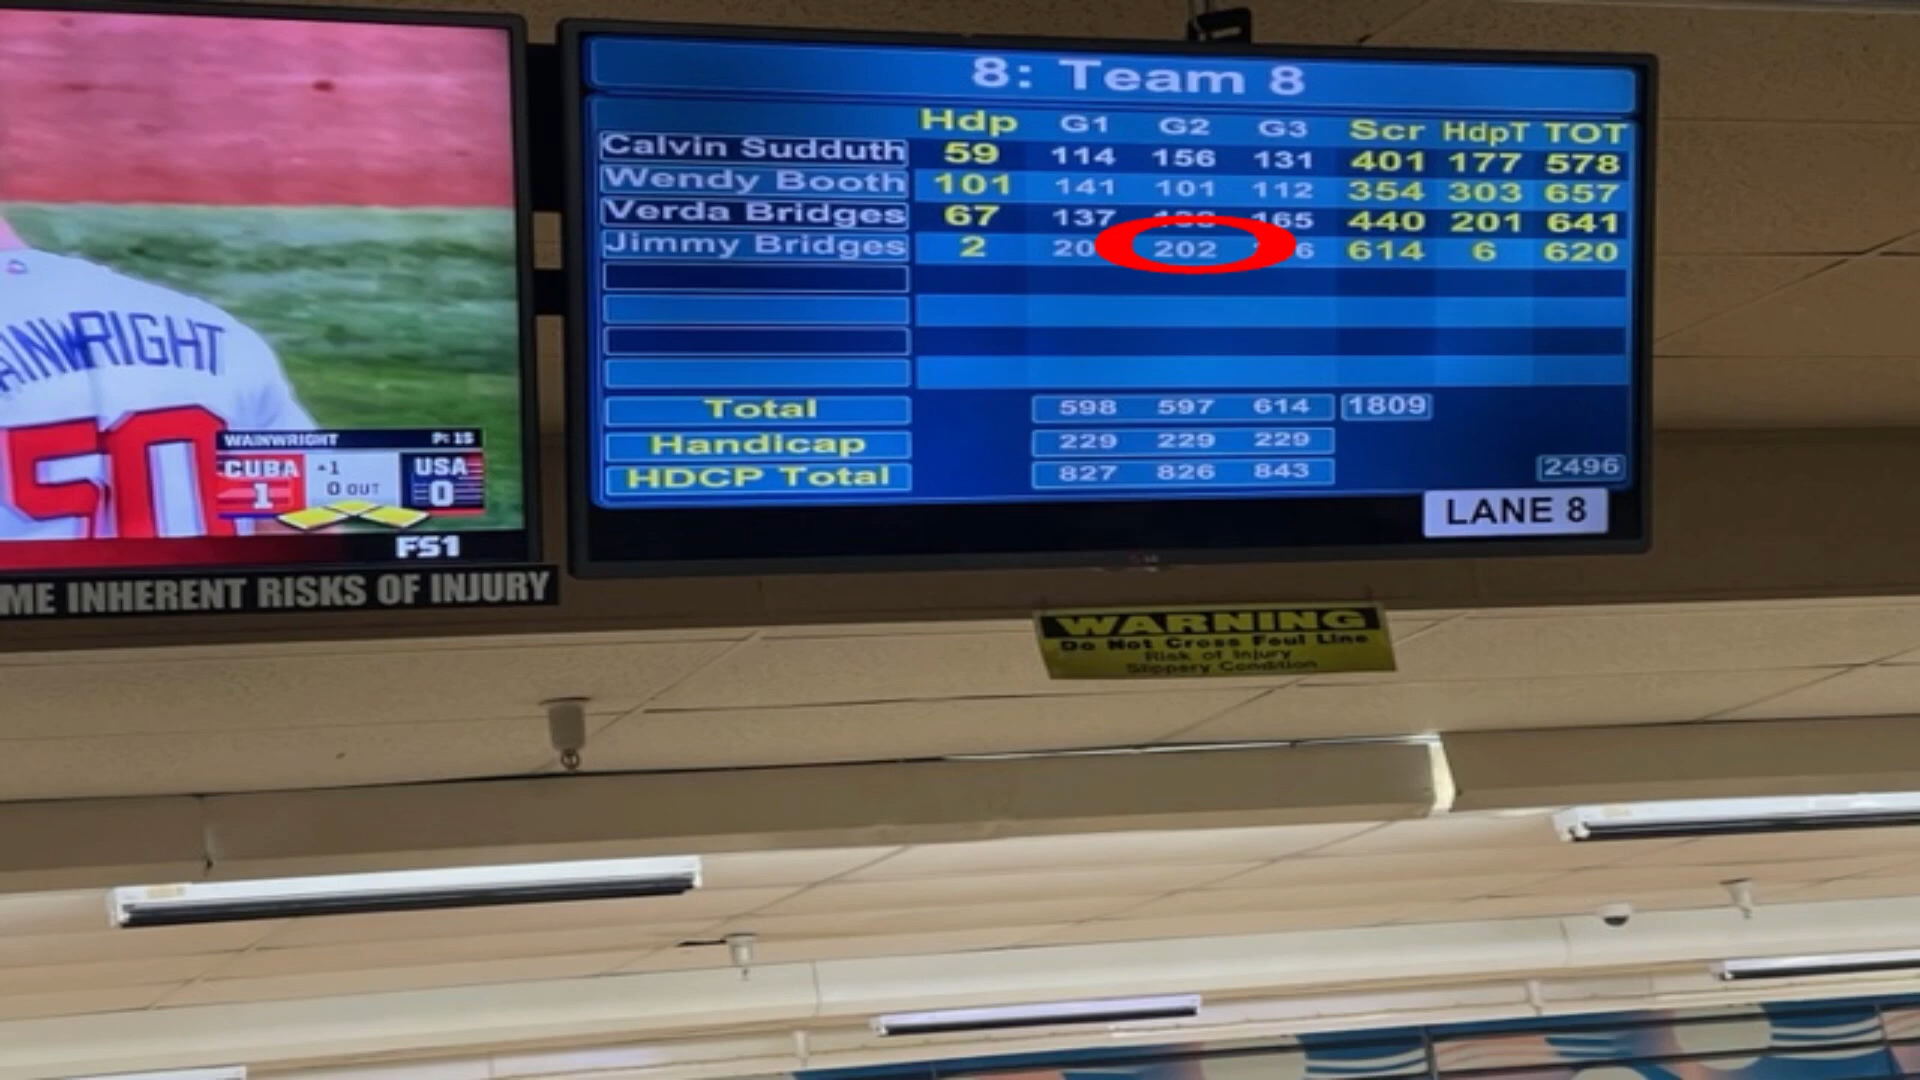 8: Team 8
Hdp G1 G2 G3 Scr HdpT TOT
Calvin Sudduth 59 114 156 131 401 177 578
Wendy Booth 101 141 101 112 354 303 657
Verda Bridges 67 137 165 440 201 641
Jimmy Bridges 2 202 614 6 620
Total 598 597 614 1809
Handicap 229 229 229
HDCP Total 827 826 843 2496
LANE 8
WAINWRIGHT
50
WAINWRIGHT P: 15
CUBA 1 USA
1 0 OUT 0
FS1
ME INHERENT RISKS OF INJURY
WARNING
Do Not Cross Foul Line
Risk of Injury
Slippery Condition